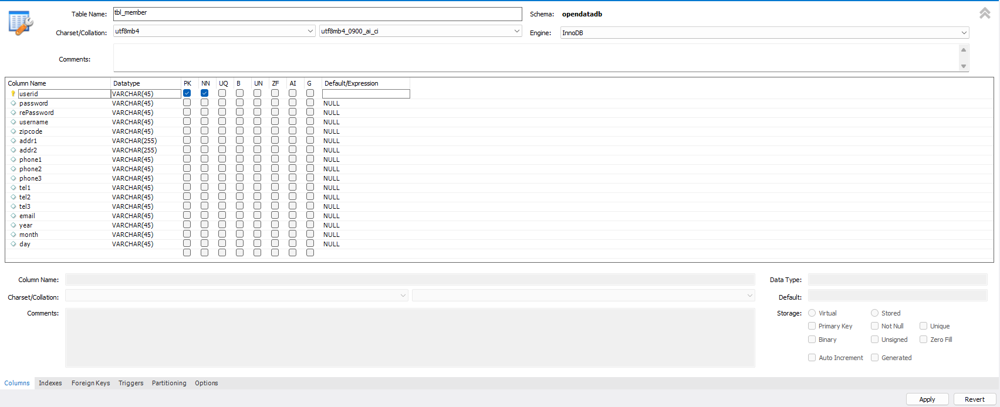 Table Name: tbl_member Schema: opendatadb
Charset/Collation: utf8mb4 utf8mb4_0900_ai_ci Engine: InnoDB
Comments:
Column Name Datatype PK NN UQ B UN ZF AI G Default/Expression
userid VARCHAR(45)
password VARCHAR(45) NULL
rePassword VARCHAR(45) NULL
username VARCHAR(45) NULL
zipcode VARCHAR(45) NULL
addr1 VARCHAR(255) NULL
addr2 VARCHAR(255) NULL
phone1 VARCHAR(45) NULL
phone2 VARCHAR(45) NULL
phone3 VARCHAR(45) NULL
tel1 VARCHAR(45) NULL
tel2 VARCHAR(45) NULL
tel3 VARCHAR(45) NULL
email VARCHAR(45) NULL
year VARCHAR(45) NULL
month VARCHAR(45) NULL
day VARCHAR(45) NULL
Column Name: Data Type:
Charset/Collation: Default:
Comments: Storage: Virtual Stored
Primary Key Not Null Unique
Binary Unsigned Zero Fill
Auto Increment Generated
Columns Indexes Foreign Keys Triggers Partitioning Options
Apply Revert